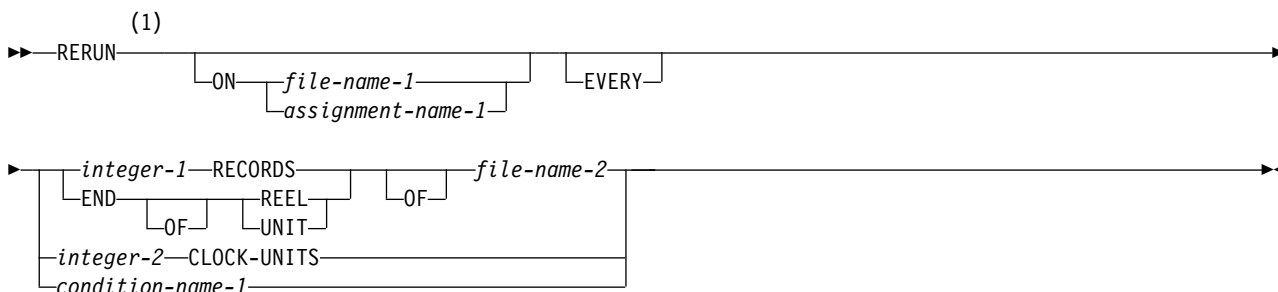 (1)
RERUN
ON file-name-1 EVERY
assignment-name-1
integer-1 RECORDS OF file-name-2
END OF REEL
UNIT
integer-2 CLOCK-UNITS
condition-name-1